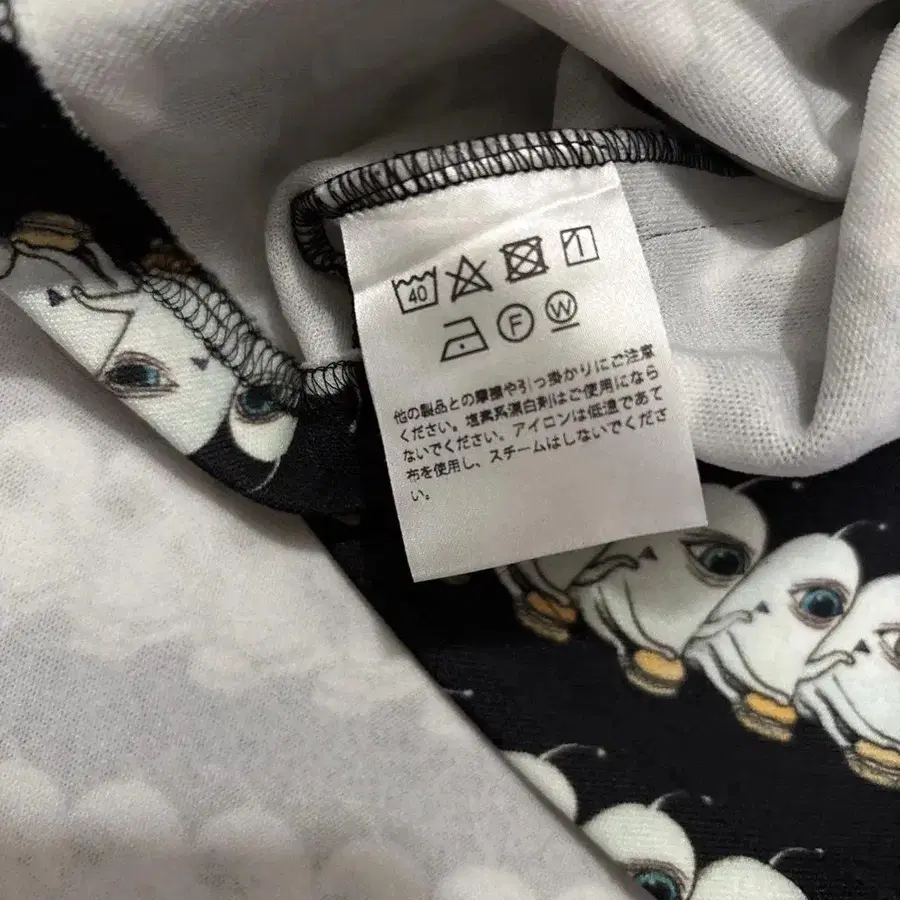 40
F W
他の製品との摩擦や引っ掛かりにご注意
ください。塩素系漂白剤はご使用になら
ないでください。アイロンは低温であて
布を使用し、スチームはしないでくださ
い。